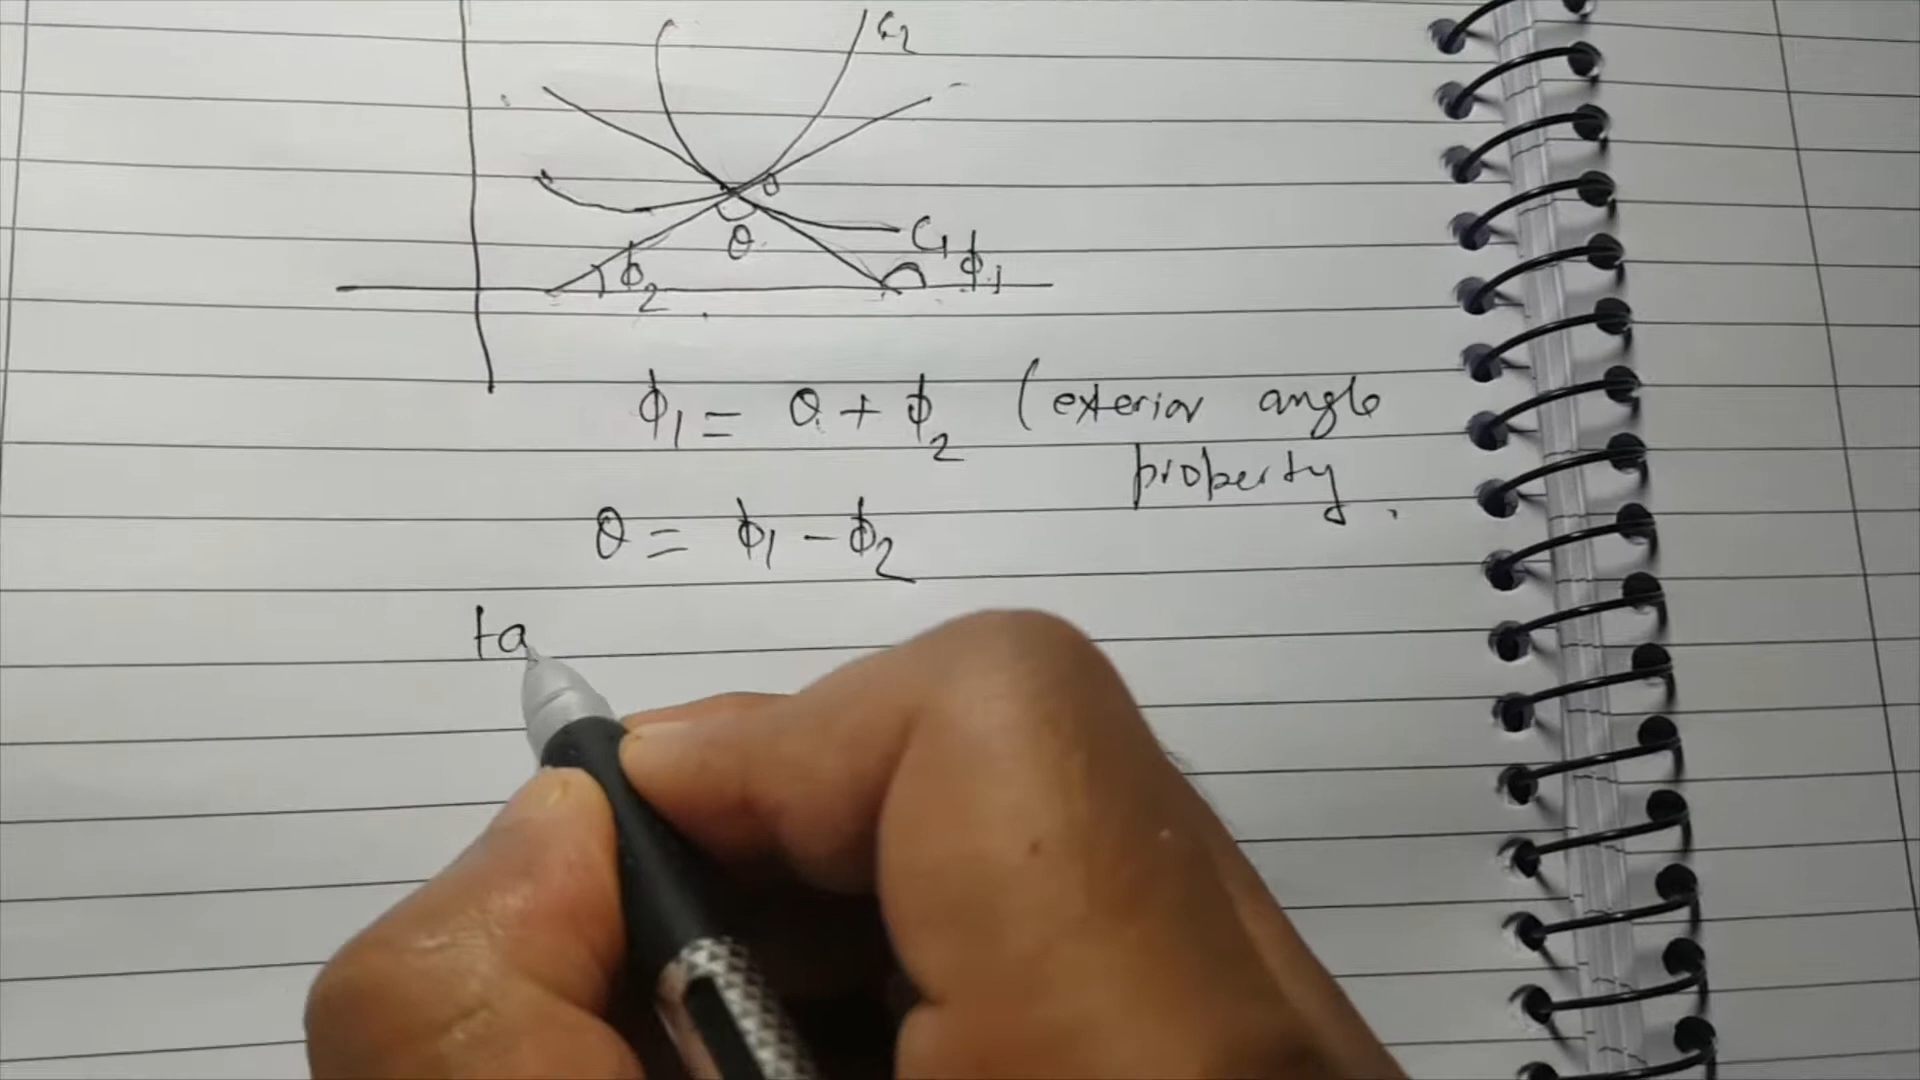 C2
θ
θ
C1
ϕ2
ϕ1
ϕ1 = θ + ϕ2 (exterior angle
property.
θ = ϕ1 - ϕ2
ta